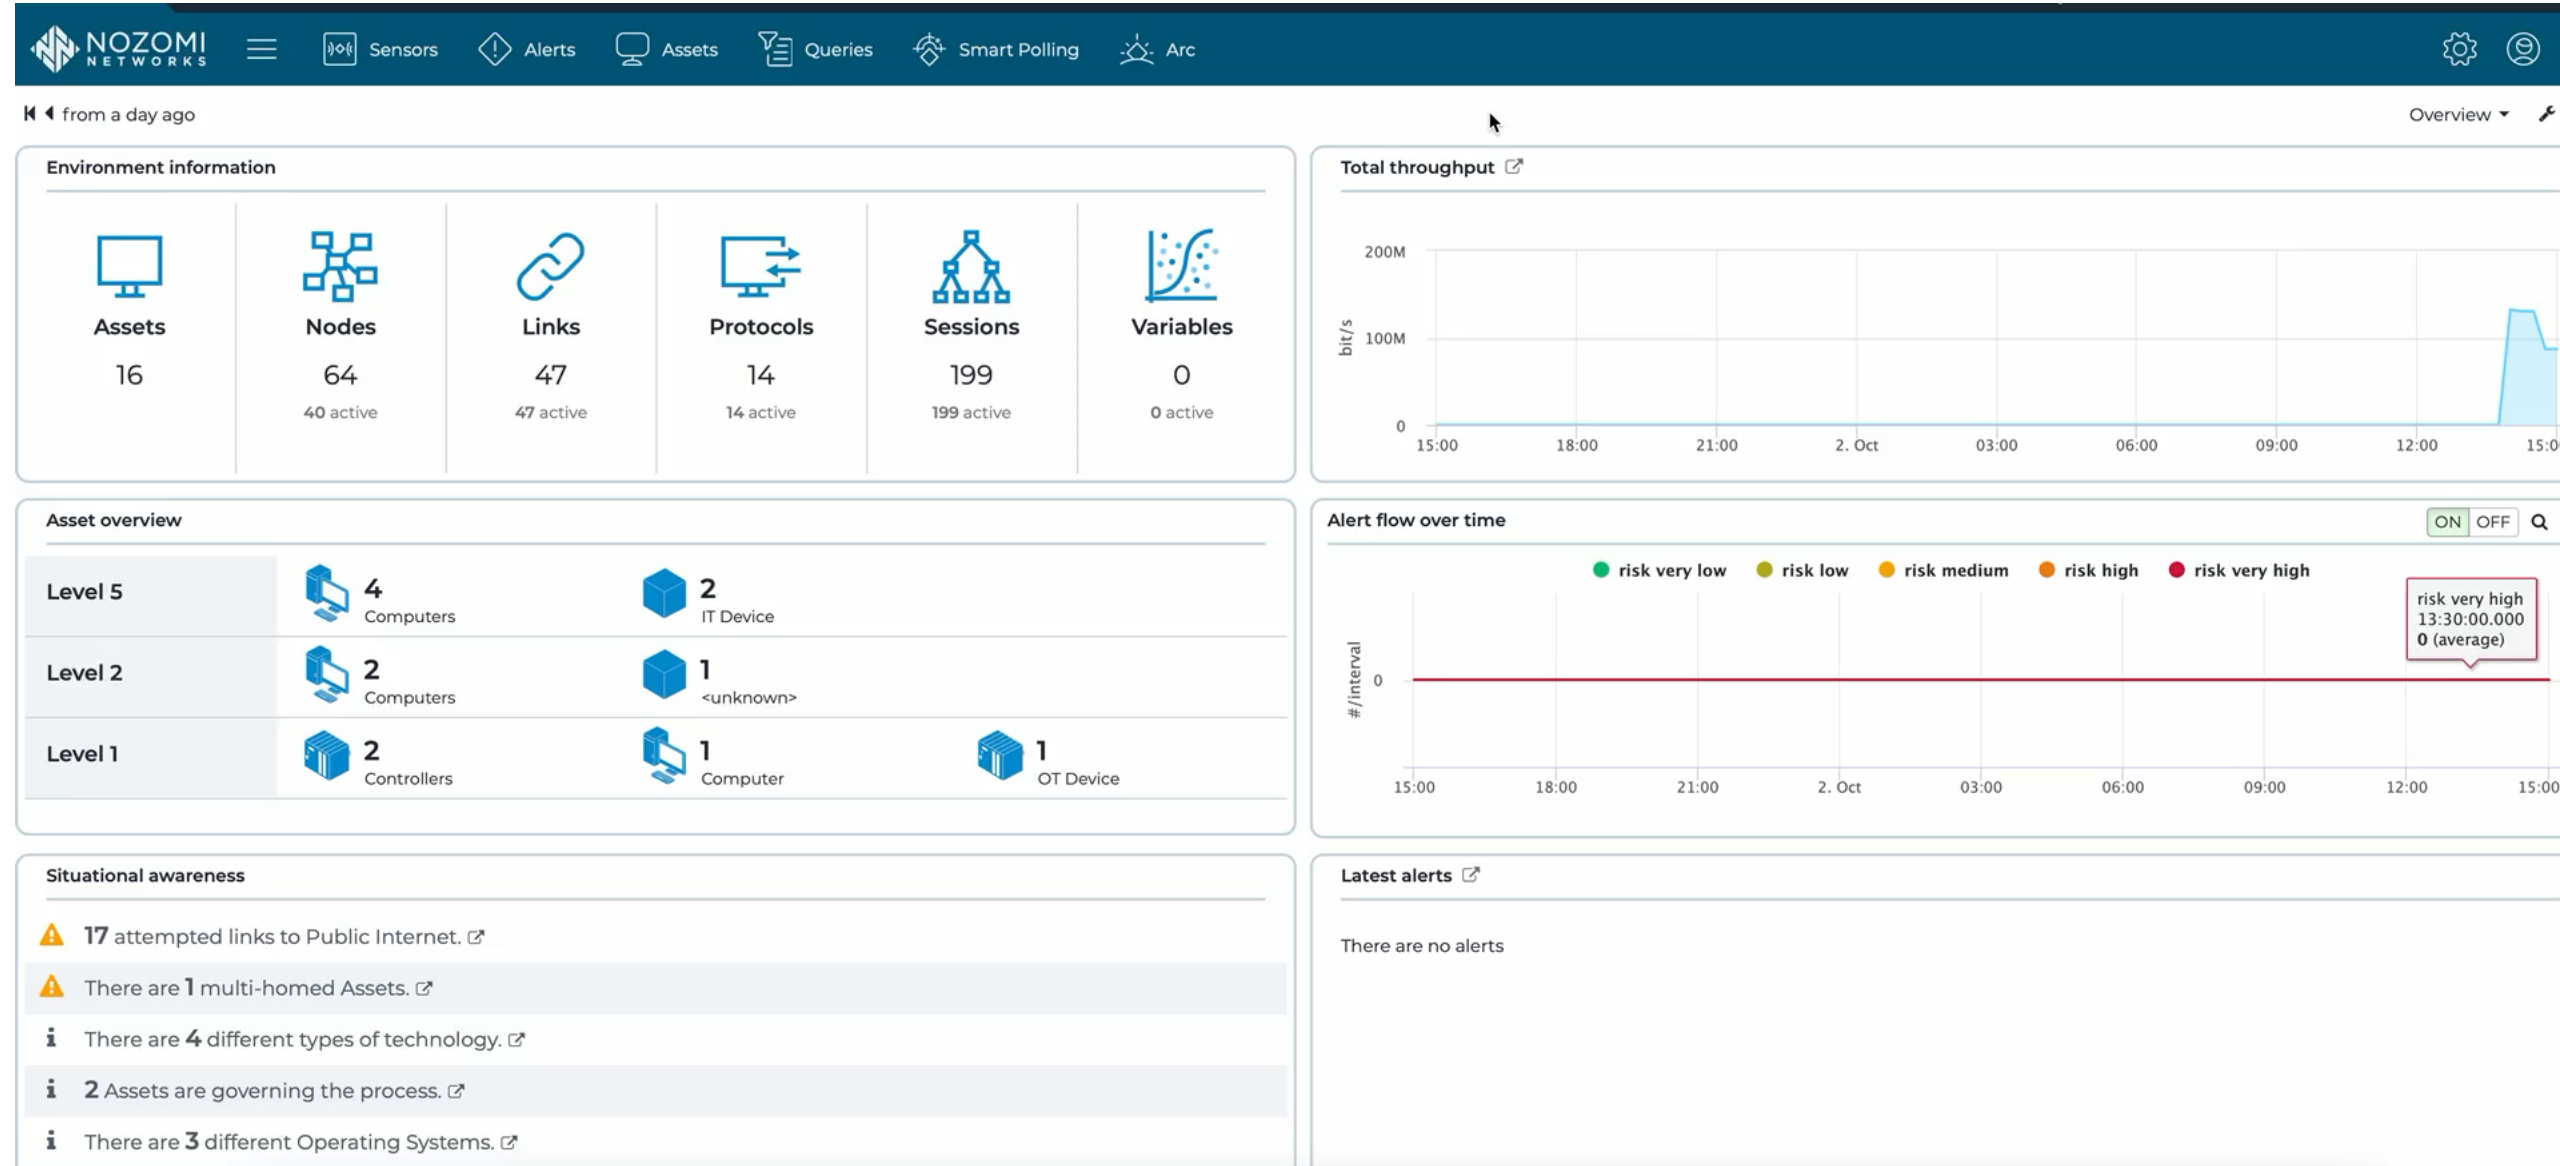 NOZOMI
NETWORKS
Sensors
Alerts
Assets
Queries
Smart Polling
Arc
from a day ago
Overview
Environment information
Assets
16
Nodes
64
40 active
Links
47
47 active
Protocols
14
14 active
Sessions
199
199 active
Variables
0
0 active
Total throughput
bit/s
200M
100M
0
15:00 18:00 21:00 2. Oct 03:00 06:00 09:00 12:00 15:0
Asset overview
Level 5
4
Computers
2
IT Device
Level 2
2
Computers
1
<unknown>
Level 1
2
Controllers
1
Computer
1
OT Device
Alert flow over time
ON OFF
risk very low risk low risk medium risk high risk very high
risk very high
13:30:00.000
0 (average)
#/interval
0
15:00 18:00 21:00 2. Oct 03:00 06:00 09:00 12:00 15:00
Situational awareness
17 attempted links to Public Internet.
There are 1 multi-homed Assets.
There are 4 different types of technology.
2 Assets are governing the process.
There are 3 different Operating Systems.
Latest alerts
There are no alerts